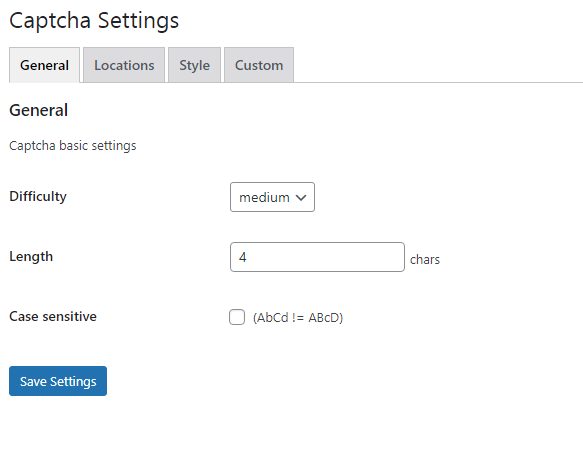 Captcha Settings
General Locations Style Custom
General
Captcha basic settings
Difficulty medium
Length 4 chars
Case sensitive (AbCd != ABcD)
Save Settings